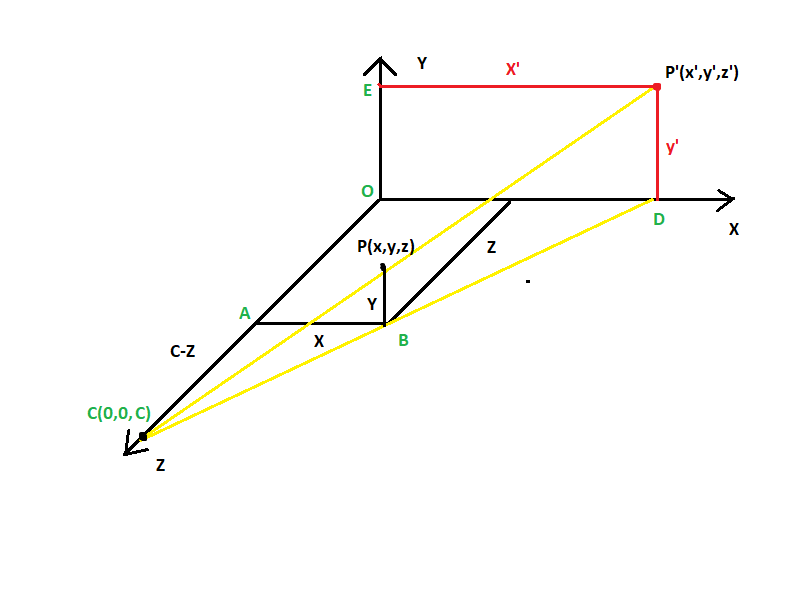 Y
X'
P'(x',y',z')
E
y'
O
D
X
P(x,y,z)
Z
Y
A
X
B
C-Z
C(0,0,C)
Z